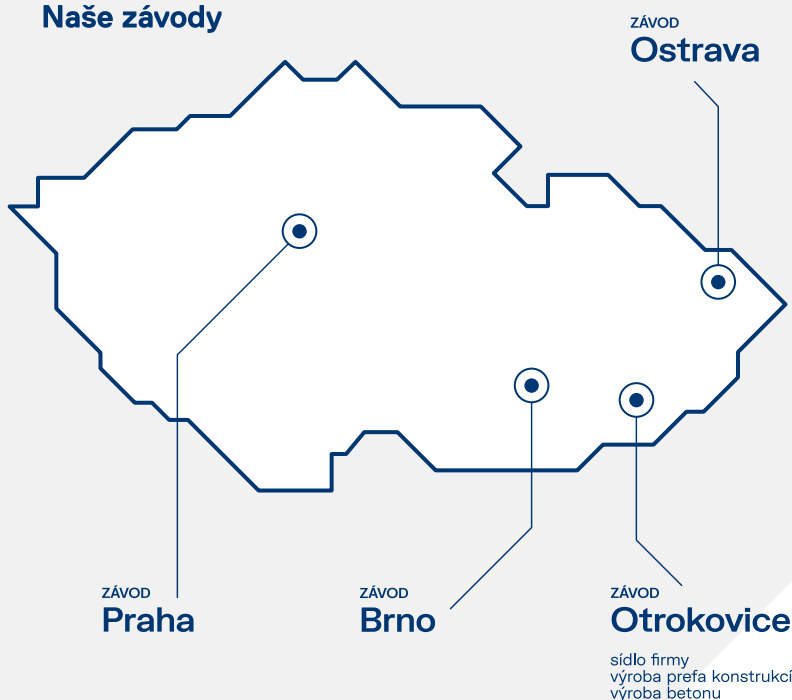 Naše závody
ZÁVOD
Ostrava
ZÁVOD
Praha
ZÁVOD
Brno
ZÁVOD
Otrokovice
sídlo firmy
výroba prefa konstrukcí
výroba betonu